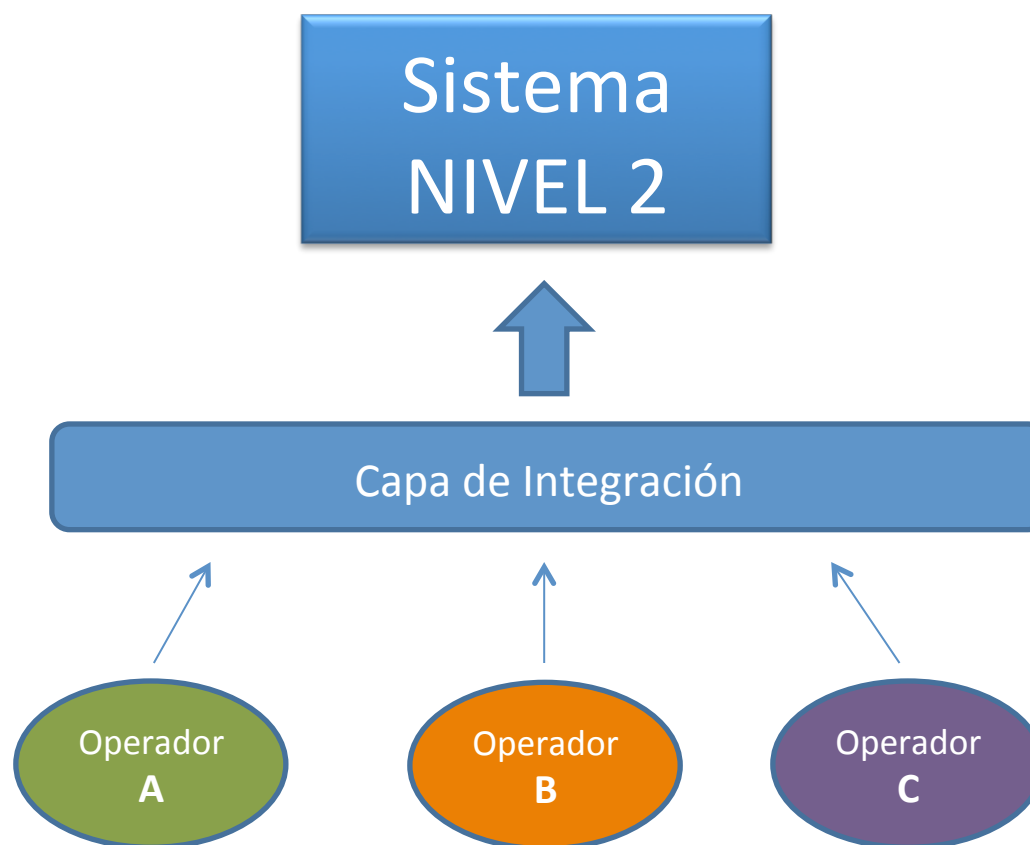 Sistema
NIVEL 2
Capa de Integración
Operador
A
Operador
B
Operador
C